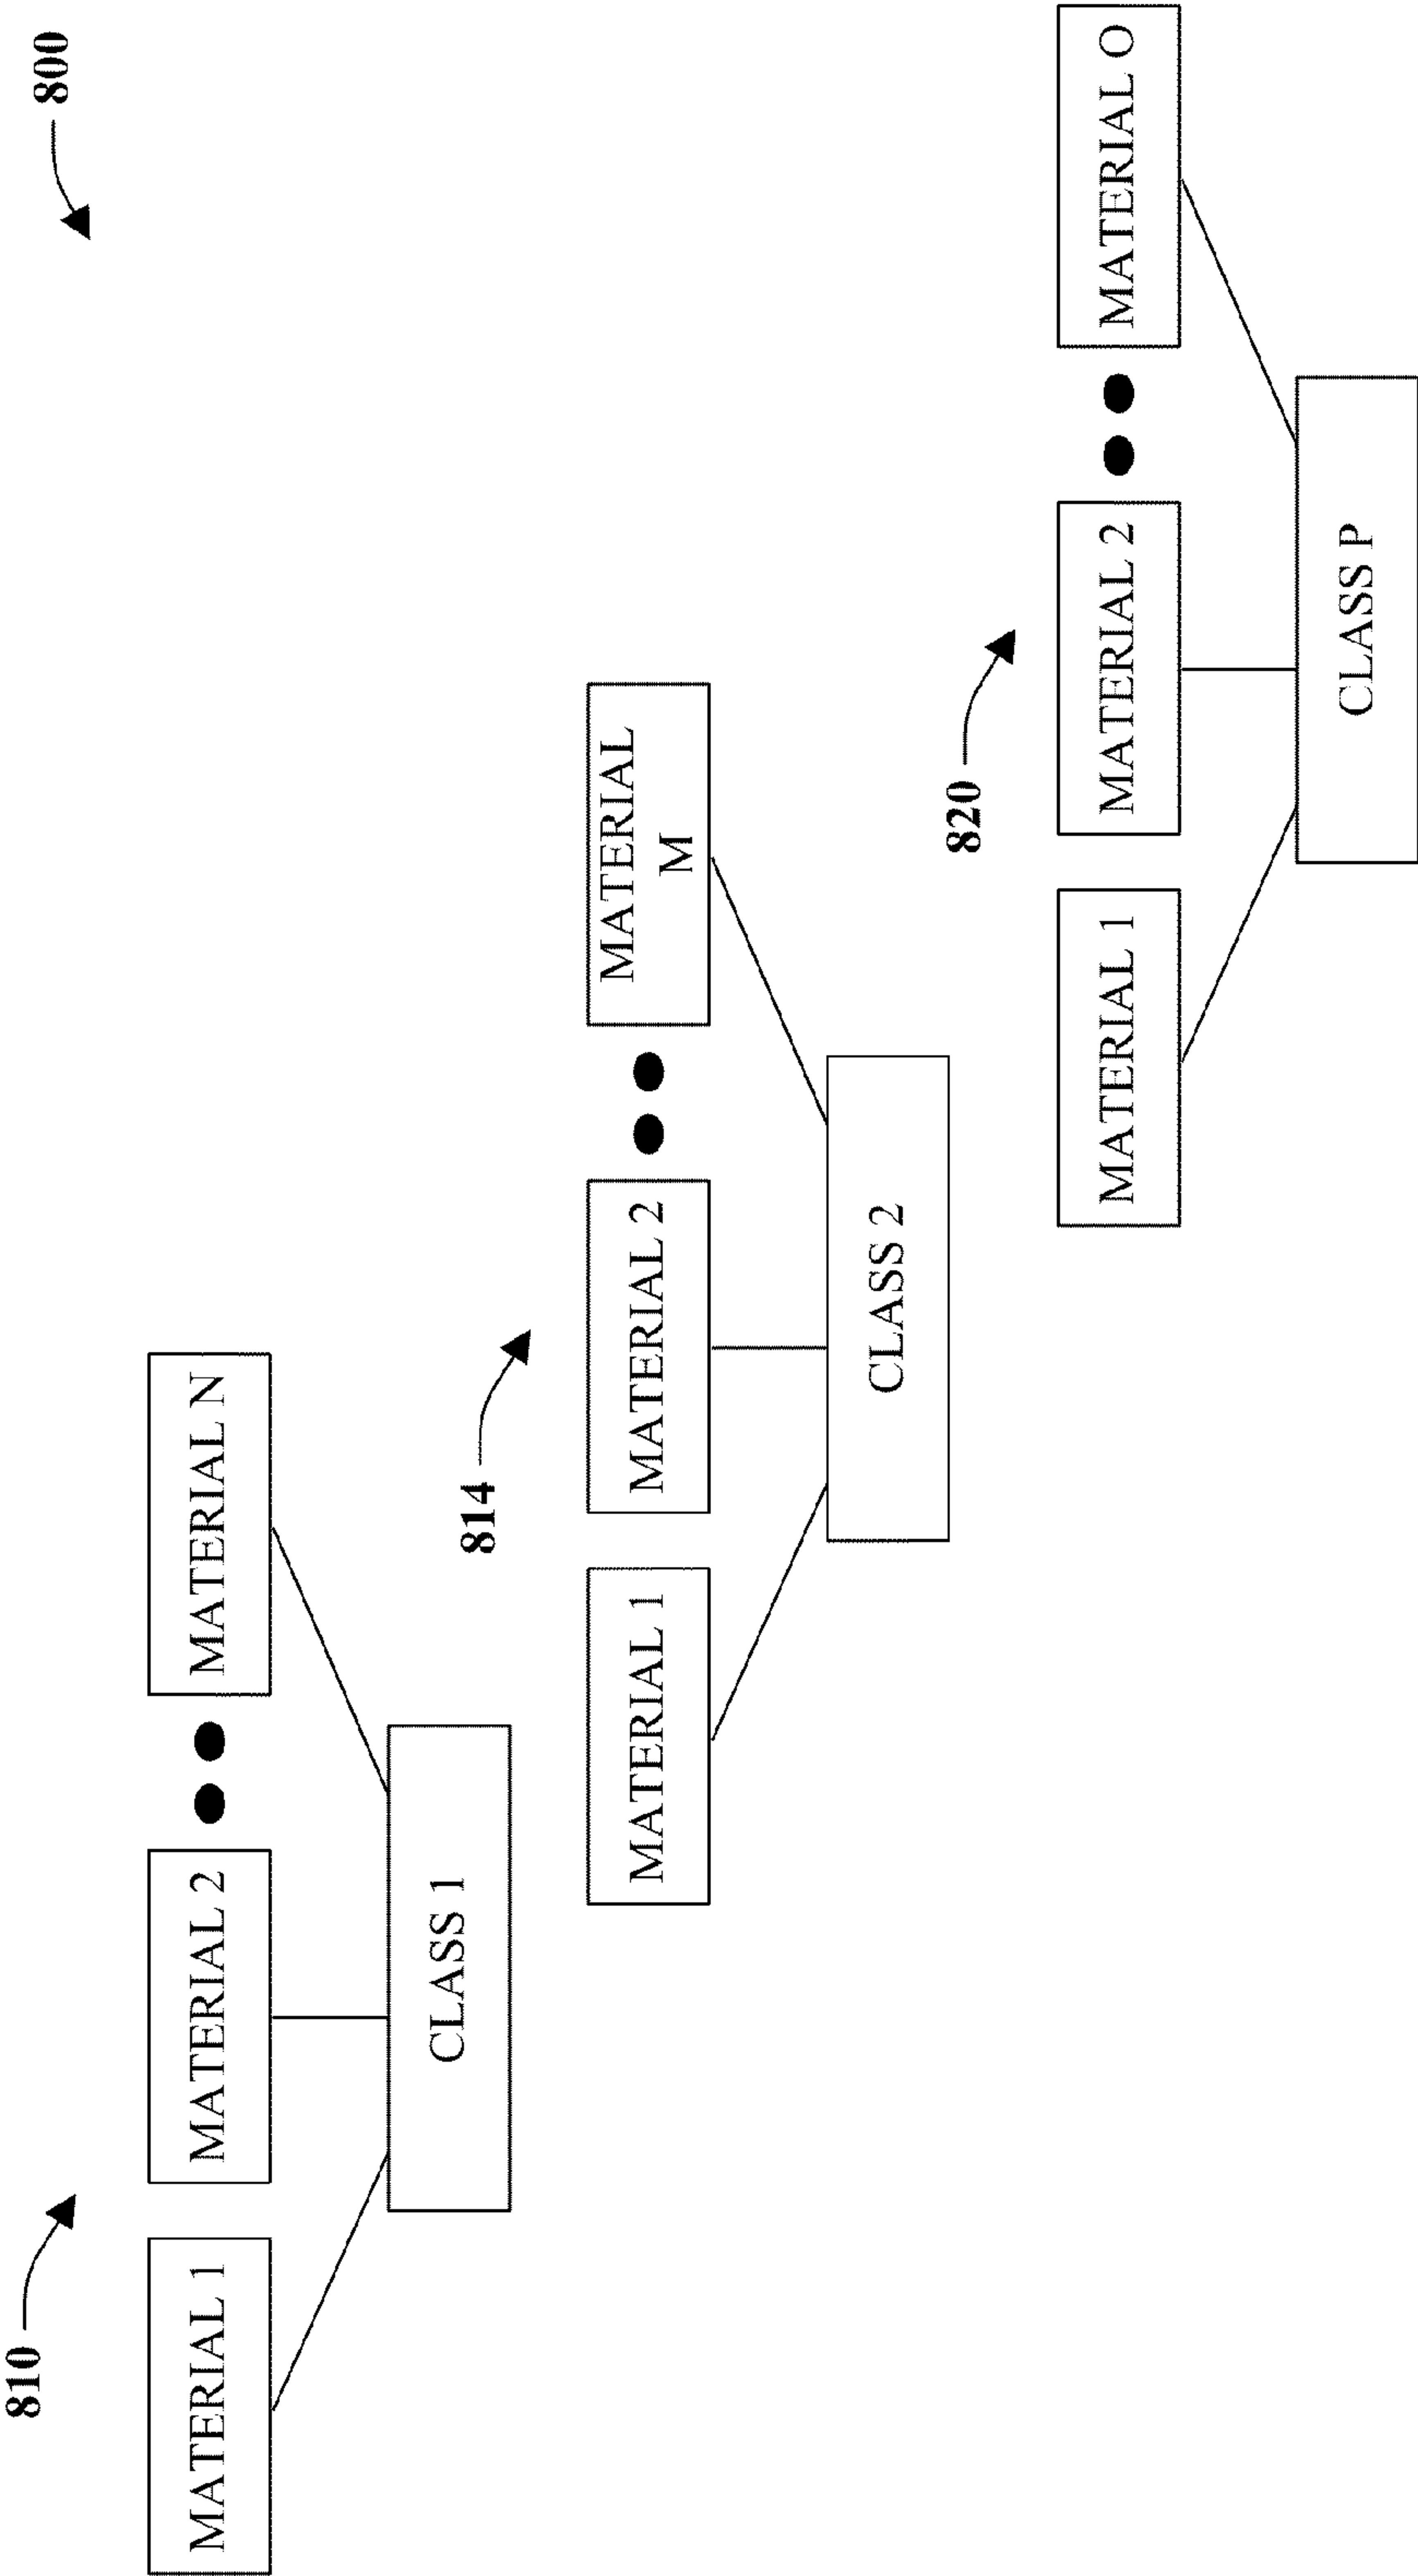 800
810
MATERIAL 1
MATERIAL 2
MATERIAL N
CLASS 1
814
MATERIAL 1
MATERIAL 2
MATERIAL
M
CLASS 2
820
MATERIAL 1
MATERIAL 2
MATERIAL O
CLASS P